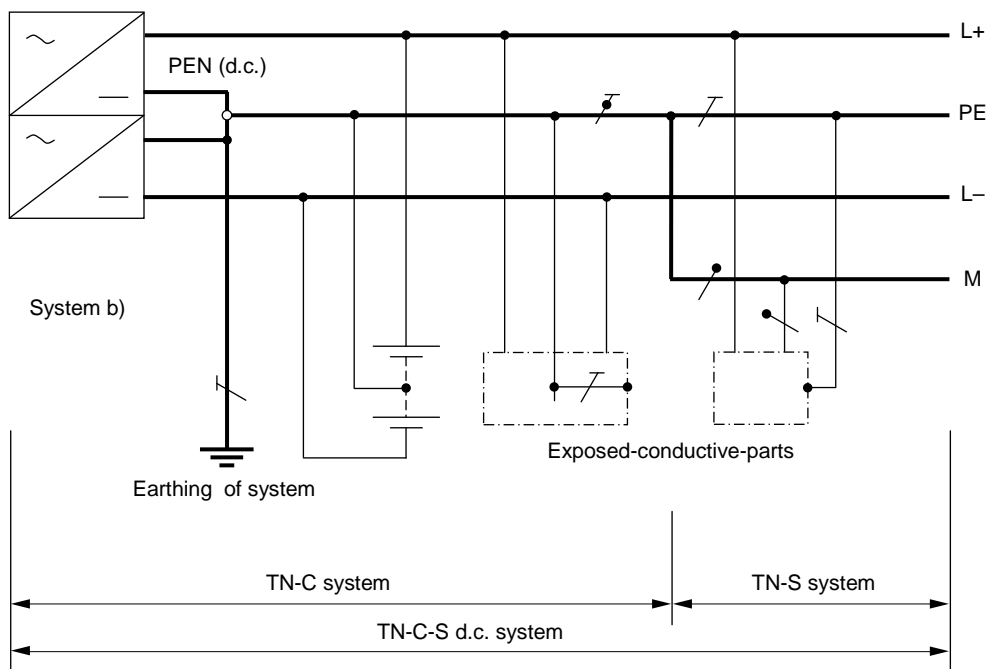 L+
PEN (d.c.)
PE
L–
M
System b)
Exposed-conductive-parts
Earthing of system
TN-C system
TN-S system
TN-C-S d.c. system